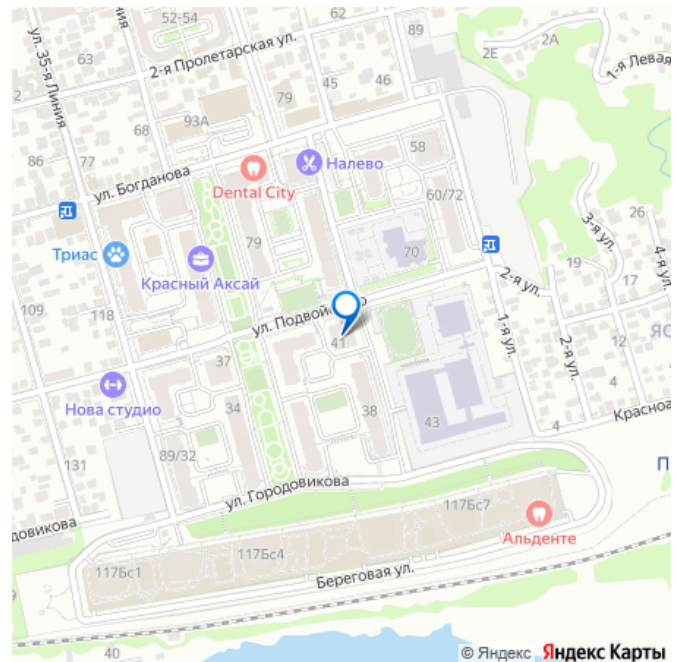 52-54
62
89
2Е
2А
ул. 35-я Линия
Линия
2-я Пролетарская ул.
1-я Левая
45
46
79
68
93А
86
77
58
ул. Богданова
Налево
Dental City
60/72
26
3-я ул.
4-я ул.
Триас
79
70
Красный Аксай
19
2-я ул.
17
109
118
ул. Подвойского
41
1-я ул.
2-я ул.
37
Нова студио
34
38
43
4
4
Красноа
131
89/32
ул. Городовикова
довикова
117Бс7
Альденте
117Бс4
117Бс1
Береговая ул.
40
© Яндекс Яндекс Карты